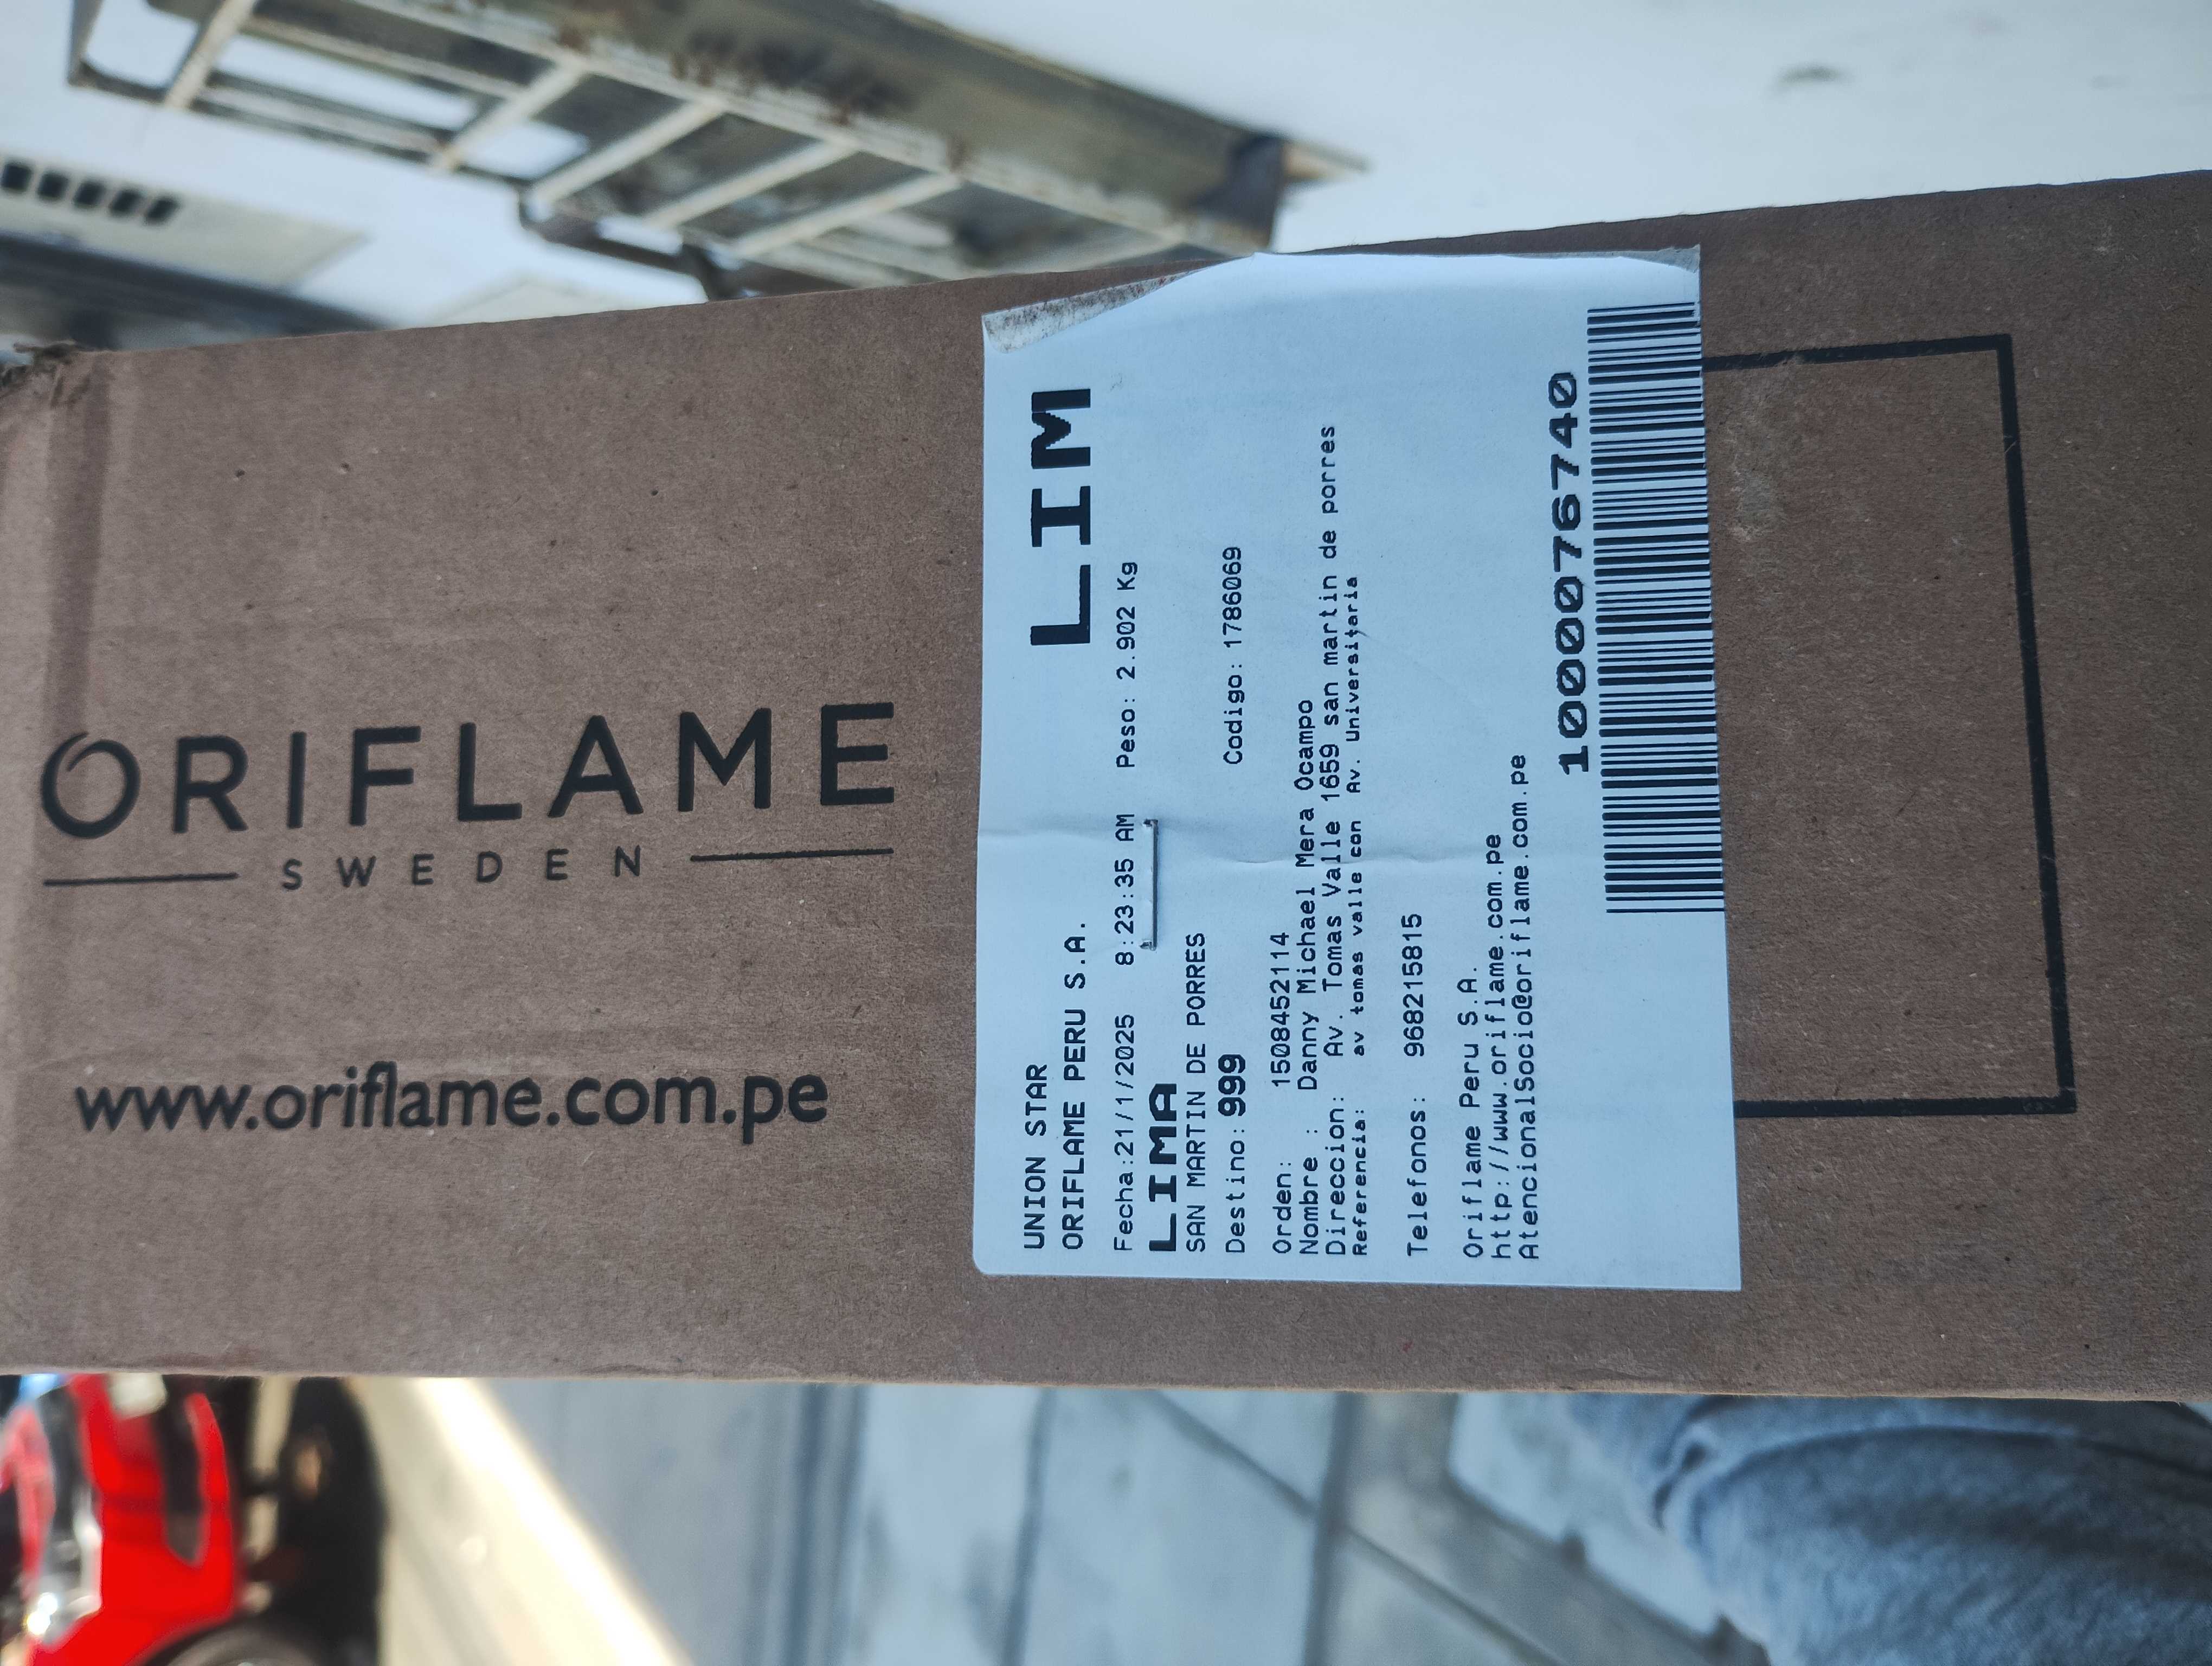 ORIFLAME
SWEDEN
www.oriflame.com.pe
UNION STAR
ORIFLAME PERU S.A.
LIM
Fecha:21/1/2025 8:23:35 AM Peso: 2.902 Kg
LIMA
SAN MARTIN DE PORRES
Destino: 999 Codigo: 1786069
Orden: 1508452114
Nombre : Danny Michael Mera Ocampo
Direccion: Av. Tomas Valle 1659 san martin de porres
Referencia: av tomas valle con Av. Universitaria
Telefonos: 968215815
Oriflame Peru S.A.
http://www.oriflame.com.pe
AtencionalSocio@oriflame.com.pe
10000767​40